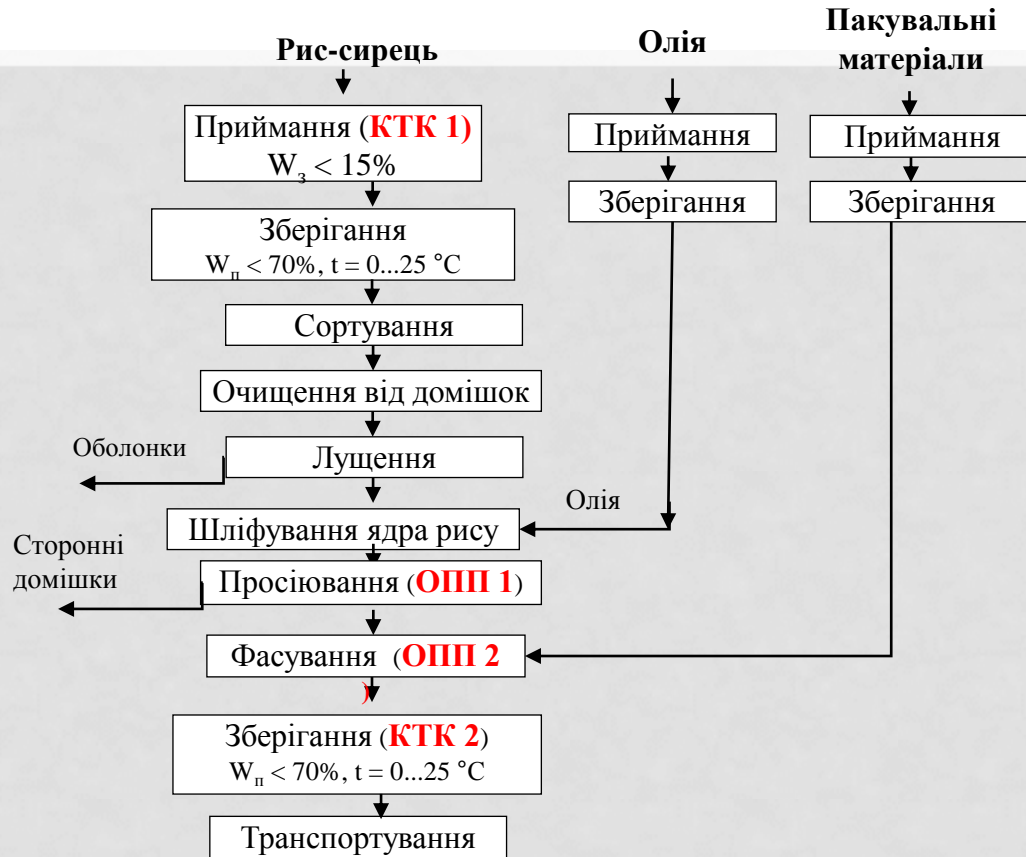 Рис-сирець
Олія
Пакувальні
матеріали
Приймання (КТК 1)
W₃ < 15%
Приймання
Приймання
Зберігання
Wп < 70%, t = 0...25 °C
Зберігання
Зберігання
Сортування
Очищення від домішок
Оболонки
Лущення
Олія
Шліфування ядра рису
Сторонні
домішки
Просіювання (ОПП 1)
Фасування (ОПП 2
)
Зберігання (КТК 2)
Wп < 70%, t = 0...25 °C
Транспортування